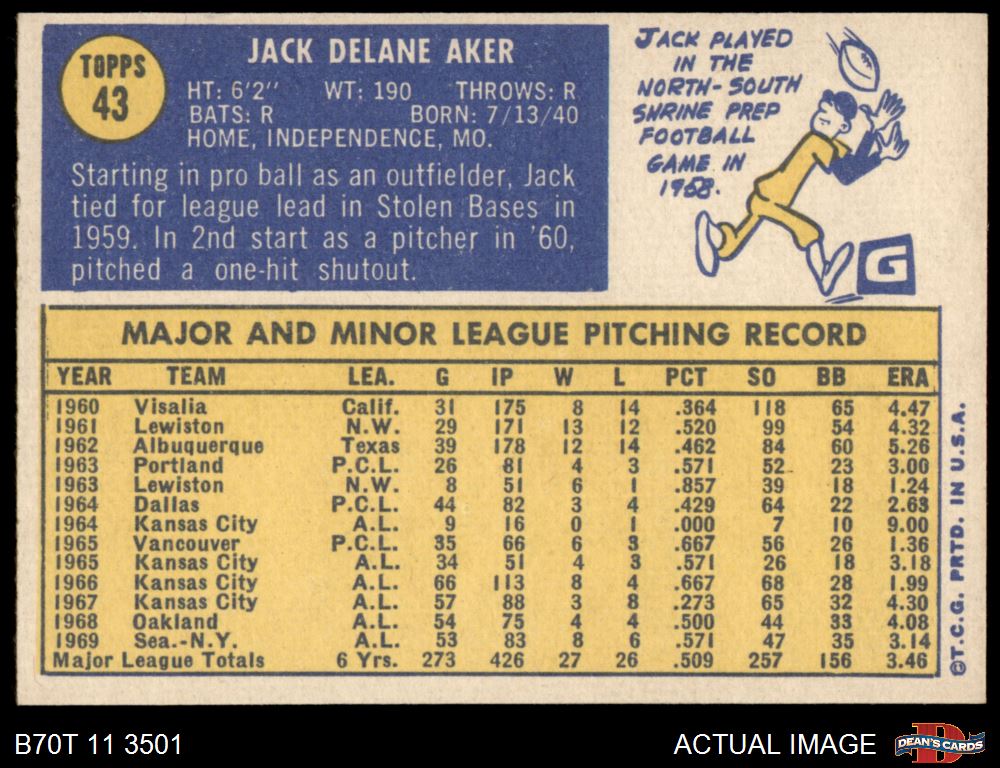 TOPPS
43
JACK DELANE AKER
HT: 6'2" WT: 190 THROWS: R
BATS: R BORN: 7/13/40
HOME, INDEPENDENCE, MO.
Starting in pro ball as an outfielder, Jack
tied for league lead in Stolen Bases in
1959. In 2nd start as a pitcher in '60,
pitched a one-hit shutout.
JACK PLAYED
IN THE
NORTH-SOUTH
SHRINE PREP
FOOTBALL
GAME IN
1958.
G
MAJOR AND MINOR LEAGUE PITCHING RECORD
YEAR TEAM LEA. G IP W L PCT SO BB ERA
1960 Visalia Calif. 31 175 8 14 .364 118 65 4.47
1961 Lewiston N.W. 29 171 13 12 .520 99 54 4.32
1962 Albuquerque Texas 39 178 12 14 .462 84 60 5.26
1963 Portland P.C.L. 26 81 4 3 .571 52 23 3.00
1963 Lewiston N.W. 8 51 6 1 .857 39 18 1.24
1964 Dallas P.C.L. 44 82 3 4 .429 64 22 2.63
1964 Kansas City A.L. 9 16 0 1 .000 7 10 9.00
1965 Vancouver P.C.L. 35 66 6 3 .667 56 26 1.36
1965 Kansas City A.L. 34 51 4 3 .571 26 18 3.18
1966 Kansas City A.L. 66 113 8 4 .667 68 28 1.99
1967 Kansas City A.L. 57 88 3 8 .273 65 32 4.30
1968 Oakland A.L. 54 75 4 4 .500 44 33 4.08
1969 Sea.-N.Y. A.L. 53 83 8 6 .571 47 35 3.14
Major League Totals 6 Yrs. 273 426 27 26 .509 257 156 3.46
©T.C.G. PRTD. IN U.S.A.
B70T 11 3501
ACTUAL IMAGE
D
DEAN'S CARDS